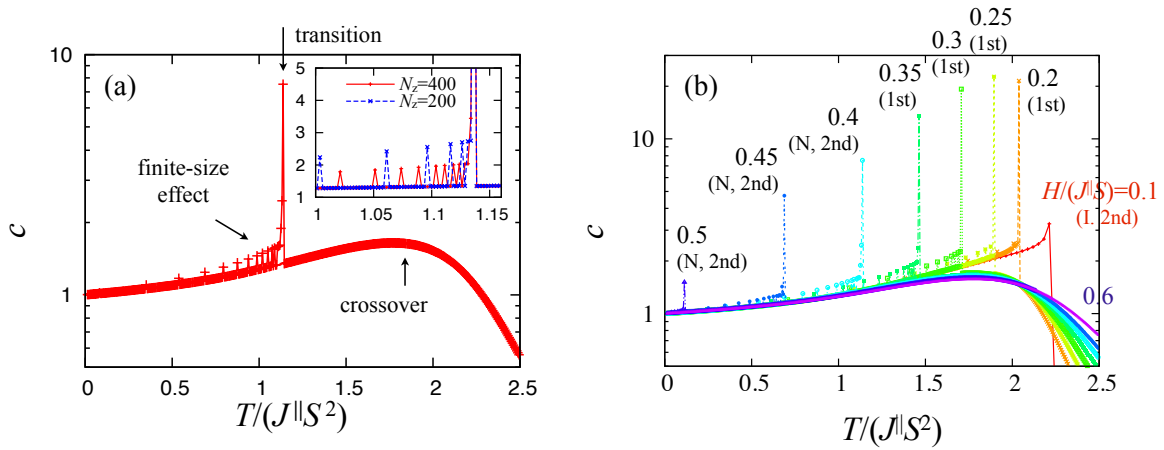 transition
10
(a)
5
4
3
2
1
N_z=400
N_z=200
1
1.05
1.1
1.15
finite-size
effect
c
1
crossover
0
0.5
1
1.5
2
2.5
T/(J^∥S^2)
0.25
(1st)
0.3
(1st)
0.35
(1st)
0.2
(1st)
(b)
0.4
(N, 2nd)
0.45
(N, 2nd)
0.5
(N, 2nd)
H/(J^∥S)=0.1
(I. 2nd)
0.6
10
c
1
0
0.5
1
1.5
2
2.5
T/(J^∥S^2)